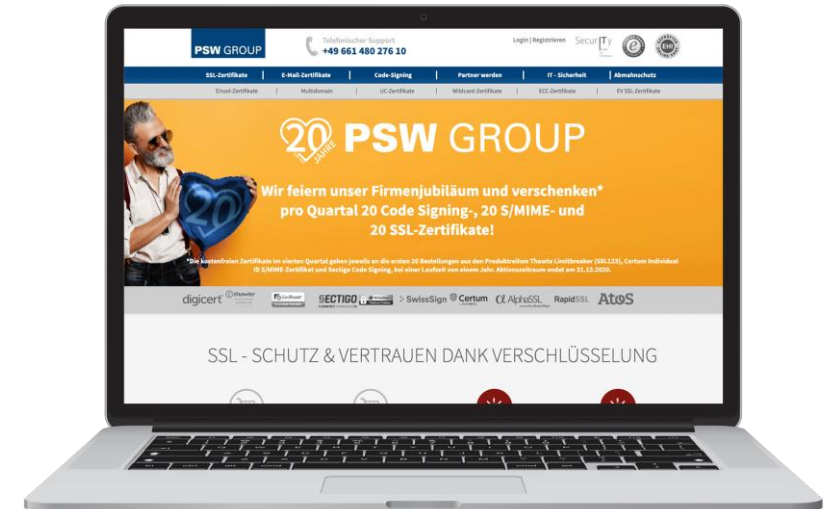 PSW GROUP
Telefonischer Support
+49 661 480 276 10
Login | Registrieren
SecurITy
EHI
SSL-Zertifikate | E-Mail-Zertifikate | Code-Signing | Partner werden | IT - Sicherheit | Abmahnschutz
Einzel-Zertifikate | Multidomain | UC-Zertifikate | Wildcard-Zertifikate | ECC-Zertifikate | EV SSL-Zertifikate
20 JAHRE PSW GROUP
20
Wir feiern unser Firmenjubiläum und verschenken*
pro Quartal 20 Code Signing-, 20 S/MIME- und
20 SSL-Zertifikate!
*Die kostenfreien Zertifikate im vierten Quartal gehen jeweils an die ersten 20 Bestellungen aus den Produktreihen Thawte Limitbreaker (SSL123), Certum Individual
ID S/MIME-Zertifikat und Sectigo Code Signing, bei einer Laufzeit von einem Jahr. Aktionszeitraum endet am 31.12.2020.
digicert thawte GeoTrust SECTIGO SwissSign Certum AlphaSSL RapidSSL AtoS
SSL - SCHUTZ & VERTRAUEN DANK VERSCHLÜSSELUNG